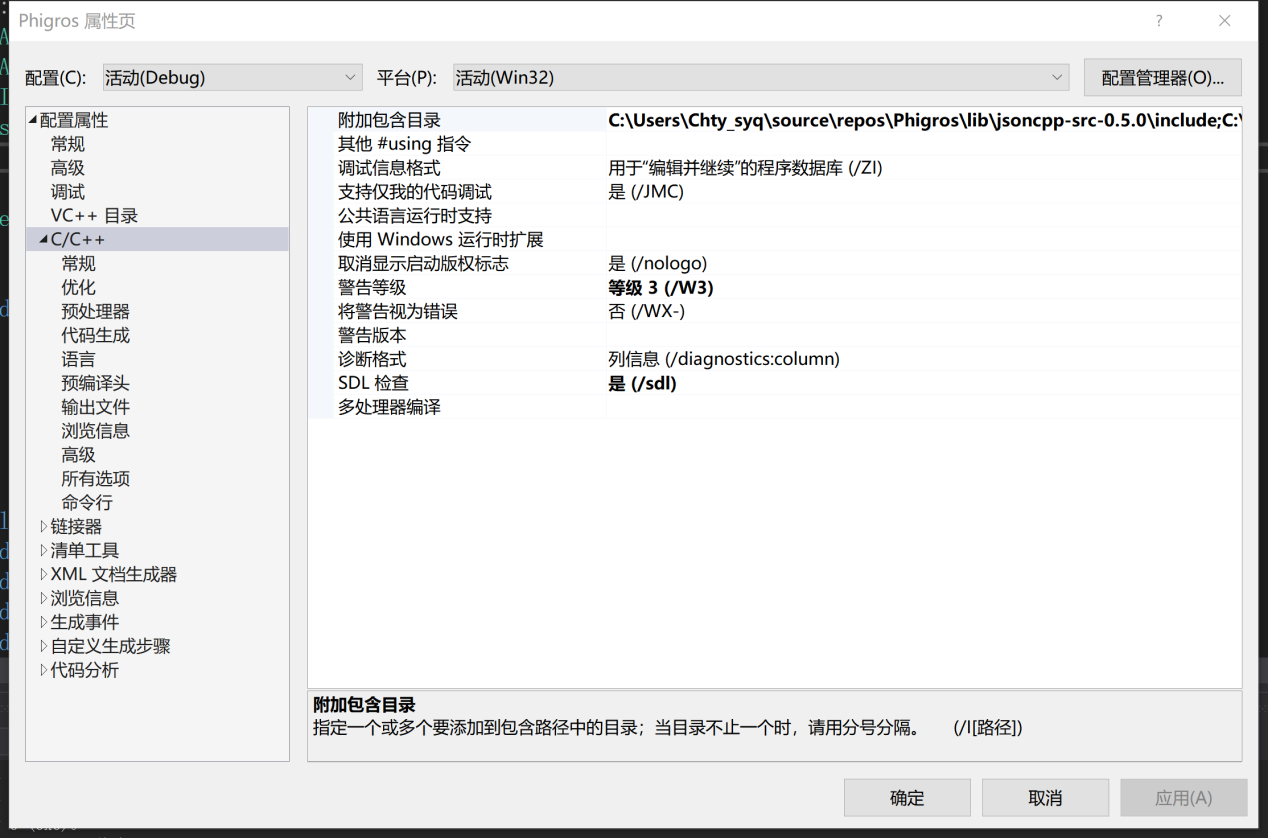 Phigros 属性页
?
配置(C): 活动(Debug) 平台(P): 活动(Win32) 配置管理器(O)...
配置属性
常规
高级
调试
VC++ 目录
C/C++
常规
优化
预处理器
代码生成
语言
预编译头
输出文件
浏览信息
高级
所有选项
命令行
链接器
清单工具
XML 文档生成器
浏览信息
生成事件
自定义生成步骤
代码分析
附加包含目录 C:\Users\Chty_syq\source\repos\Phigros\lib\jsoncpp-src-0.5.0\include;C:\
其他 #using 指令
调试信息格式 用于“编辑并继续”的程序数据库 (/ZI)
支持仅我的代码调试 是 (/JMC)
公共语言运行时支持
使用 Windows 运行时扩展
取消显示启动版权标志 是 (/nologo)
警告等级 等级 3 (/W3)
将警告视为错误 否 (/WX-)
警告版本
诊断格式 列信息 (/diagnostics:column)
SDL 检查 是 (/sdl)
多处理器编译
附加包含目录
指定一个或多个要添加到包含路径中的目录；当目录不止一个时，请用分号分隔。 (/I[路径])
确定 取消 应用(A)